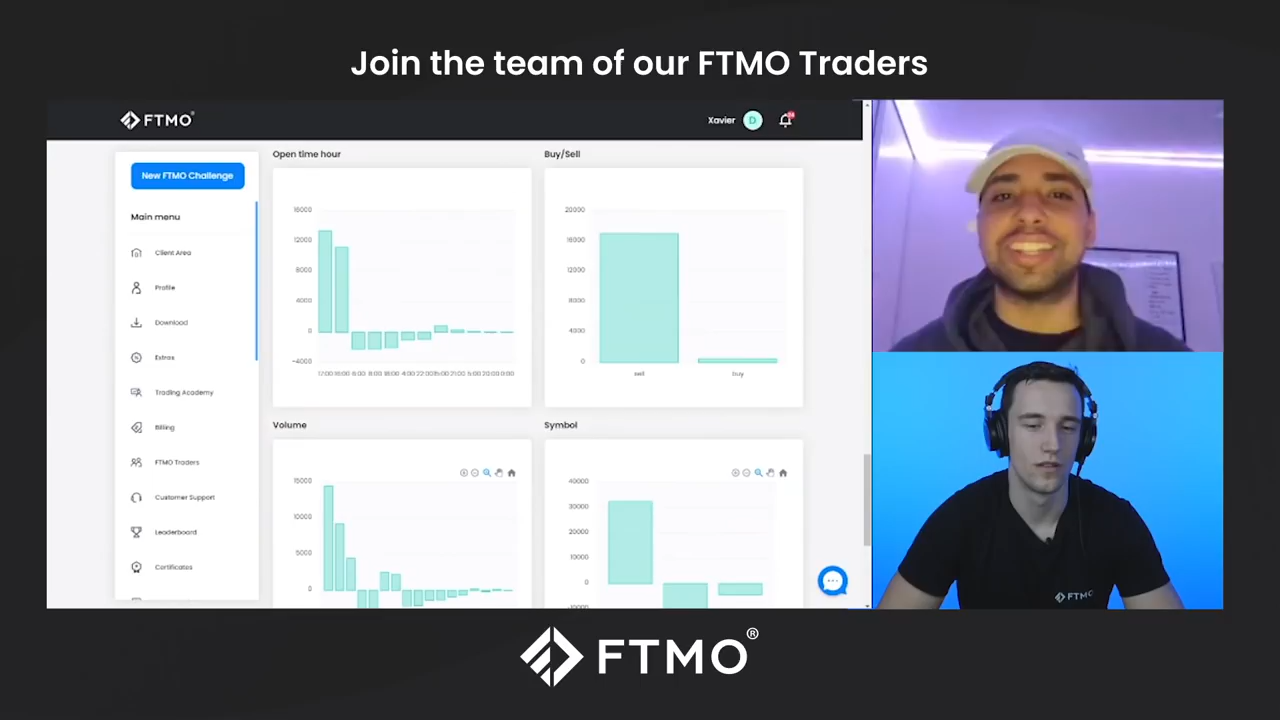 Join the team of our FTMO Traders
FTMO®
Xavier
D
New FTMO Challenge
Main menu
Client Area
Profile
Download
Extras
Trading Academy
Billing
FTMO Traders
Customer Support
Leaderboard
Certificates
Open time hour
16000
12000
8000
4000
0
-4000
Buy/Sell
20000
16000
12000
8000
4000
0
sell
buy
Volume
15000
10000
5000
0
Symbol
40000
30000
20000
10000
0
-10000
FTMO
FTMO®